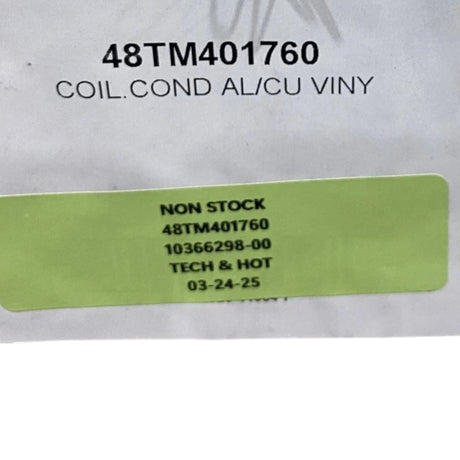 48TM401760
COIL.COND AL/CU VINY
NON STOCK
48TM401760
10366298-00
TECH & HOT
03-24-25